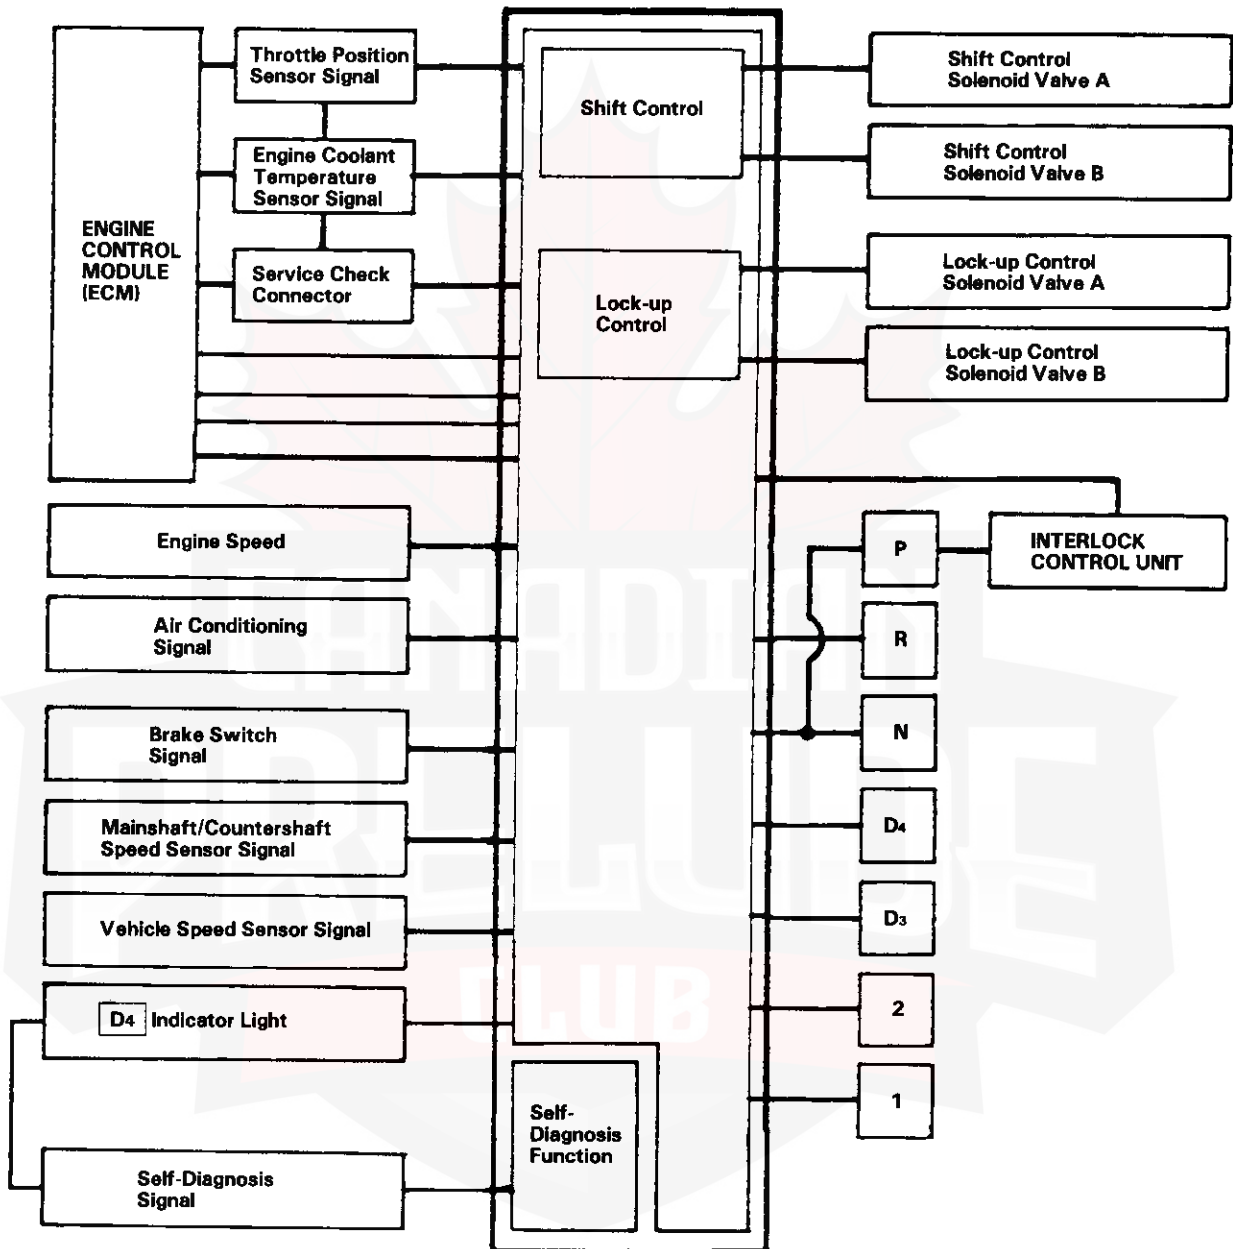 Throttle Position
Sensor Signal
Engine Coolant
Temperature
Sensor Signal
ENGINE
CONTROL
MODULE
(ECM)
Service Check
Connector
Shift Control
Lock-up
Control
Shift Control
Solenoid Valve A
Shift Control
Solenoid Valve B
Lock-up Control
Solenoid Valve A
Lock-up Control
Solenoid Valve B
Engine Speed
Air Conditioning
Signal
Brake Switch
Signal
Mainshaft/Countershaft
Speed Sensor Signal
Vehicle Speed Sensor Signal
D4 Indicator Light
Self-Diagnosis
Signal
Self-
Diagnosis
Function
P
INTERLOCK
CONTROL UNIT
R
N
D4
D3
2
1
CANADIAN
PRELUDE
CLUB